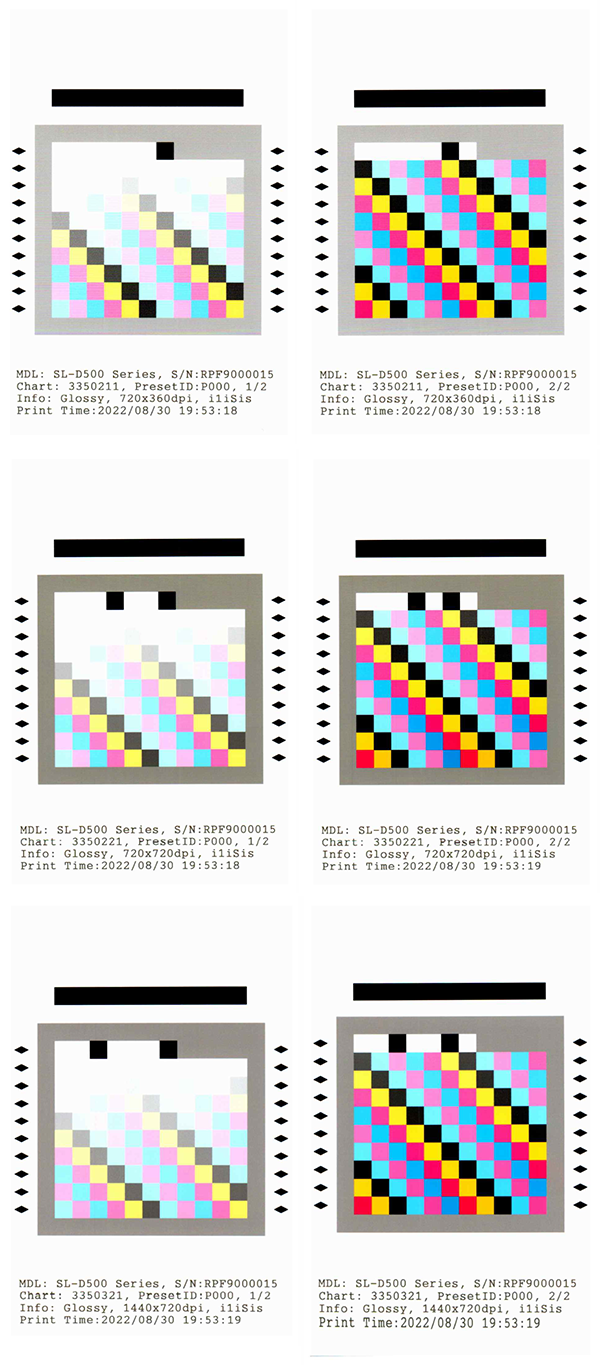 MDL: SL-D500 Series, S/N:RPF9000015
Chart: 3350211, PresetID:P000, 1/2
Info: Glossy, 720x360dpi, i1iSis
Print Time:2022/08/30 19:53:18
MDL: SL-D500 Series, S/N:RPF9000015
Chart: 3350211, PresetID:P000, 2/2
Info: Glossy, 720x360dpi, i1iSis
Print Time:2022/08/30 19:53:18
MDL: SL-D500 Series, S/N:RPF9000015
Chart: 3350221, PresetID:P000, 1/2
Info: Glossy, 720x720dpi, i1iSis
Print Time:2022/08/30 19:53:18
MDL: SL-D500 Series, S/N:RPF9000015
Chart: 3350221, PresetID:P000, 2/2
Info: Glossy, 720x720dpi, i1iSis
Print Time:2022/08/30 19:53:19
MDL: SL-D500 Series, S/N:RPF9000015
Chart: 3350321, PresetID:P000, 1/2
Info: Glossy, 1440x720dpi, i1iSis
Print Time:2022/08/30 19:53:19
MDL: SL-D500 Series, S/N:RPF9000015
Chart: 3350321, PresetID:P000, 2/2
Info: Glossy, 1440x720dpi, i1iSis
Print Time:2022/08/30 19:53:19